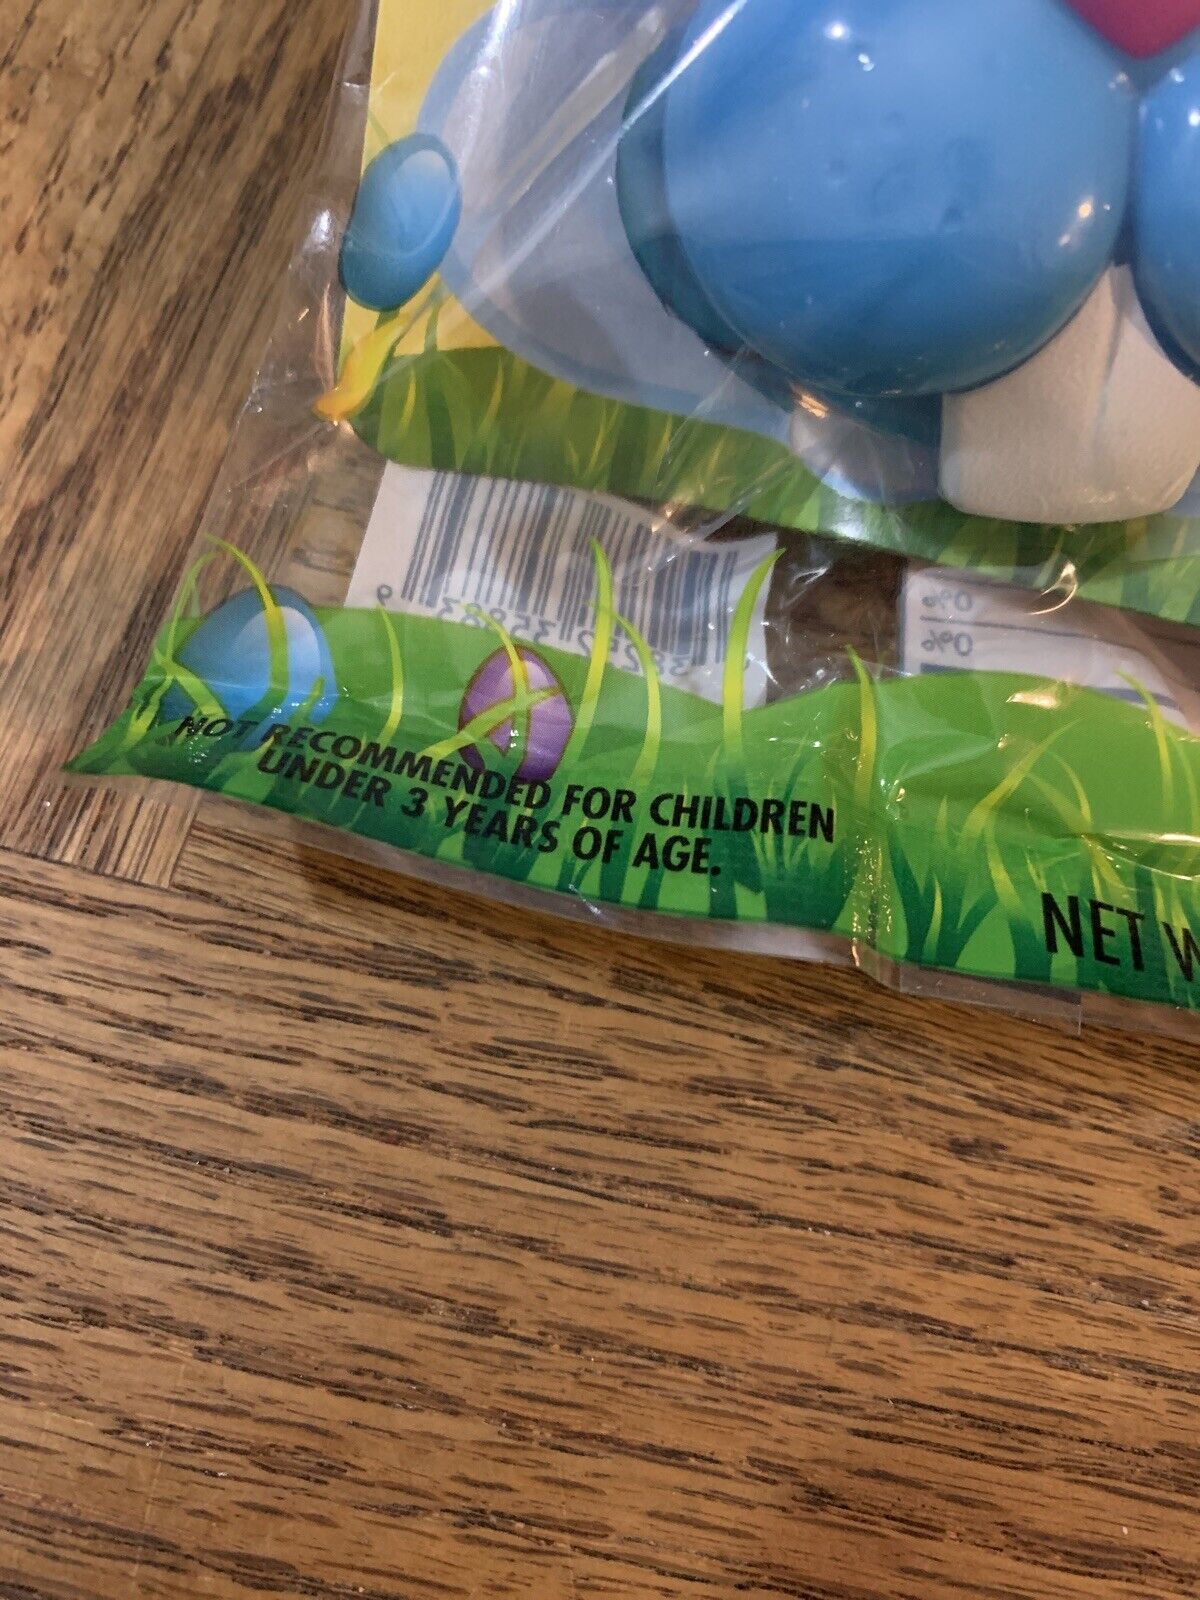 0%
0%
NOT RECOMMENDED FOR CHILDREN
UNDER 3 YEARS OF AGE.
NET